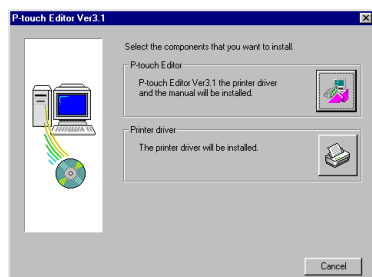 P-touch Editor Ver3.1
Select the components that you want to install.
P-touch Editor
P-touch Editor Ver3.1 the printer driver
and the manual will be installed.
Printer driver
The printer driver will be installed.
Cancel